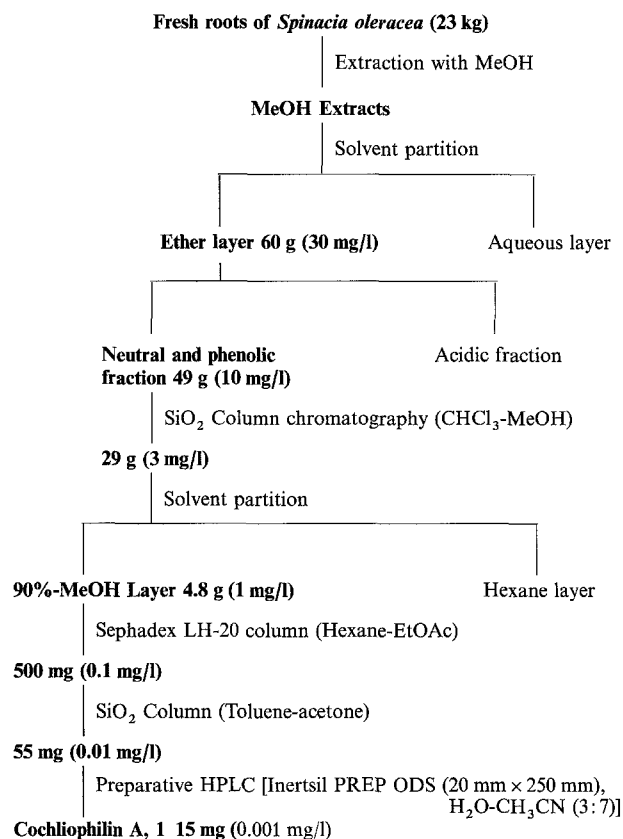 Fresh roots of Spinacia oleracea (23 kg)
Extraction with MeOH
MeOH Extracts
Solvent partition
Ether layer 60 g (30 mg/l)
Aqueous layer
Neutral and phenolic
fraction 49 g (10 mg/l)
Acidic fraction
SiO₂ Column chromatography (CHCl₃-MeOH)
29 g (3 mg/l)
Solvent partition
90%-MeOH Layer 4.8 g (1 mg/l)
Hexane layer
Sephadex LH-20 column (Hexane-EtOAc)
500 mg (0.1 mg/l)
SiO₂ Column (Toluene-acetone)
55 mg (0.01 mg/l)
Preparative HPLC [Inertsil PREP ODS (20 mm × 250 mm),
H₂O-CH₃CN (3:7)]
Cochliophilin A, 1 15 mg (0.001 mg/l)